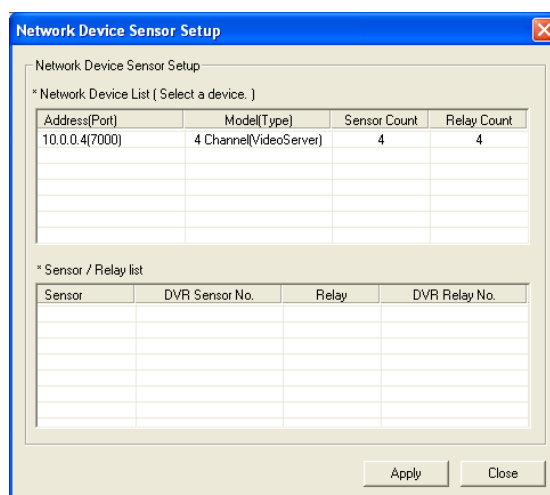 Network Device Sensor Setup
Network Device Sensor Setup
* Network Device List ( Select a device. )
Address(Port) Model(Type) Sensor Count Relay Count
10.0.0.4(7000) 4 Channel(VideoServer) 4 4
* Sensor / Relay list
Sensor DVR Sensor No. Relay DVR Relay No.
Apply Close